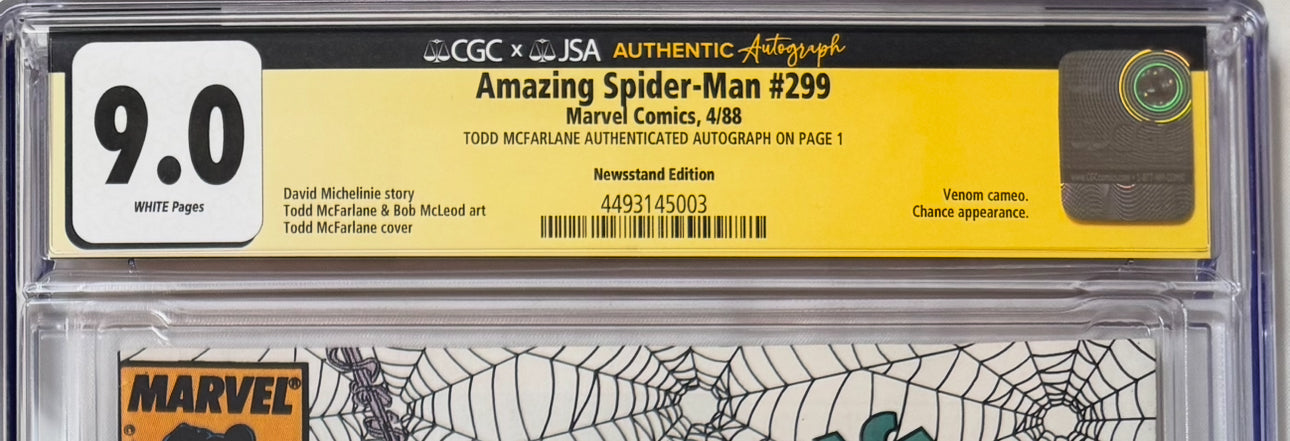 CGC x JSA AUTHENTIC Autograph
9.0
WHITE Pages
Amazing Spider-Man #299
Marvel Comics, 4/88
TODD MCFARLANE AUTHENTICATED AUTOGRAPH ON PAGE 1
Newsstand Edition
4493145003
David Michelinie story
Todd McFarlane & Bob McLeod art
Todd McFarlane cover
Venom cameo.
Chance appearance.
MARVEL®